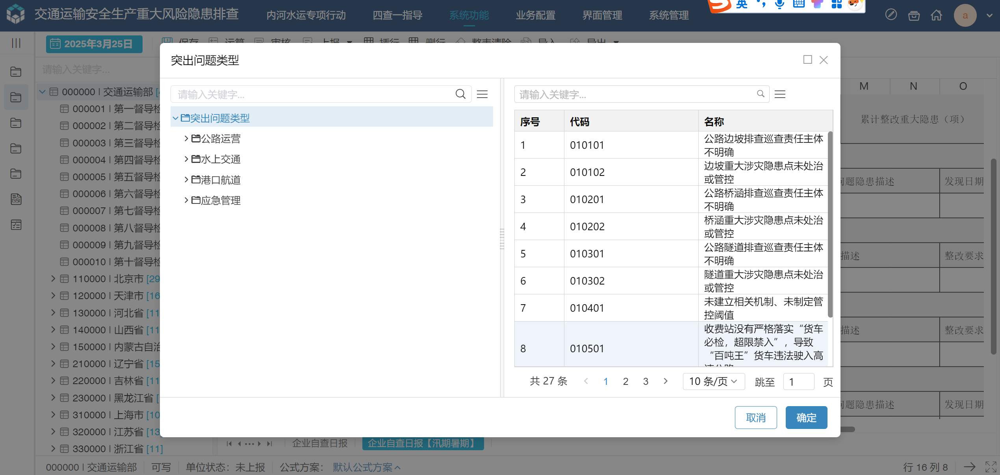 交通运输安全生产重大风险隐患排查
内河水运专项行动
四查一指导
系统功能
业务配置
界面管理
系统管理
英
a
2025年3月25日
请输入关键字...
000000 | 交通运输部
000001 | 第一督导检
000002 | 第二督导检
000003 | 第三督导检
000004 | 第四督导检
000005 | 第五督导检
000006 | 第六督导检
000007 | 第七督导检
000008 | 第八督导检
000009 | 第九督导检
000010 | 第十督导检
110000 | 北京市 [29
120000 | 天津市 [16
130000 | 河北省 [11
140000 | 山西省 [11
150000 | 内蒙古自治
210000 | 辽宁省 [15
220000 | 吉林省 [11
230000 | 黑龙江省 [
310000 | 上海市 [10
320000 | 江苏省 [13
330000 | 浙江省 [11]
突出问题类型
请输入关键字...
突出问题类型
公路运营
水上交通
港口航道
应急管理
请输入关键字...
序号 代码 名称
1 010101 公路边坡排查巡查责任主体
不明确
2 010102 边坡重大涉灾隐患点未处治
或管控
3 010201 公路桥涵排查巡查责任主体
不明确
4 010202 桥涵重大涉灾隐患点未处治
或管控
5 010301 公路隧道排查巡查责任主体
不明确
6 010302 隧道重大涉灾隐患点未处治
或管控
7 010401 未建立相关机制、未制定管
控阈值
8 010501 收费站没有严格落实“货车
必检，超限禁入”，导致
“百吨王”货车违法驶入高
共 27 条 1 2 3 10 条/页 跳至 1 页
取消 确定
M N O
累计整改重大隐患（项）
问题隐患描述 发现日期
描述 整改要求
描述 整改要求
问题隐患描述 发现日期
企业自查日报
企业自查日报【汛期暑期】
000000 | 交通运输部
可写
单位状态：未上报
公式方案：默认公式方案
行 16 列 8